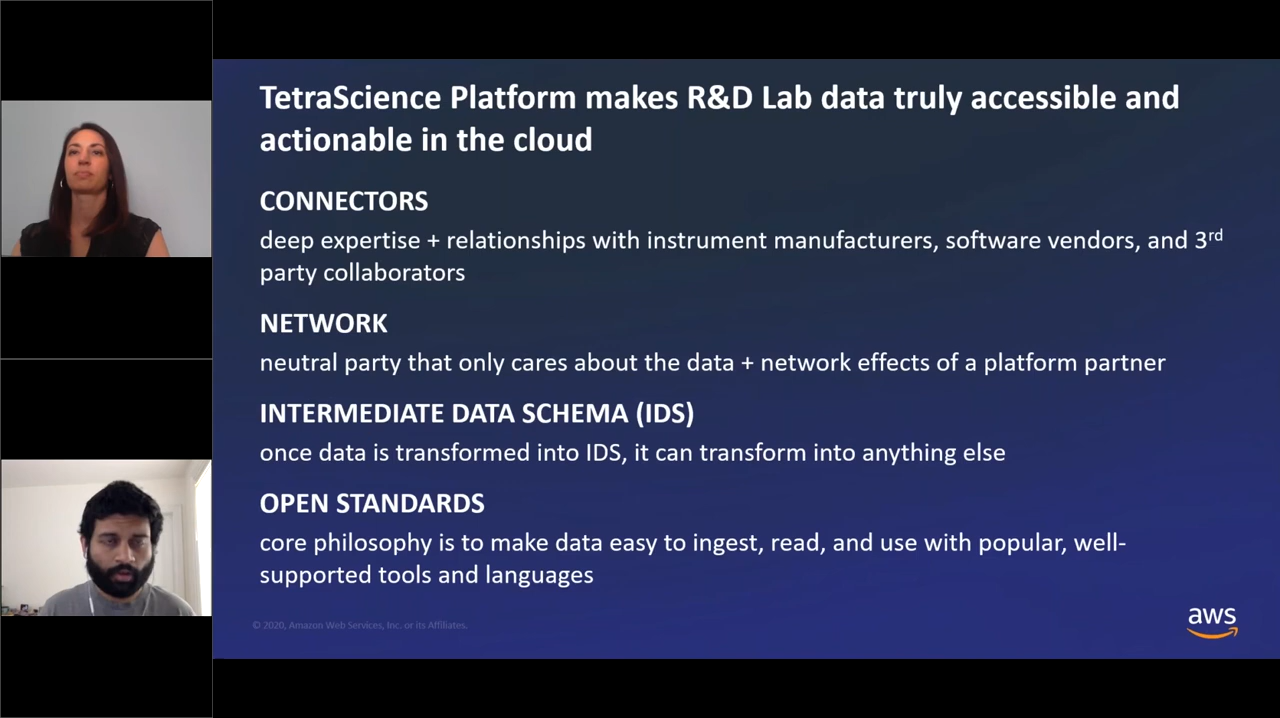 TetraScience Platform makes R&D Lab data truly accessible and
actionable in the cloud
CONNECTORS
deep expertise + relationships with instrument manufacturers, software vendors, and 3rd
party collaborators
NETWORK
neutral party that only cares about the data + network effects of a platform partner
INTERMEDIATE DATA SCHEMA (IDS)
once data is transformed into IDS, it can transform into anything else
OPEN STANDARDS
core philosophy is to make data easy to ingest, read, and use with popular, well-
supported tools and languages
© 2020, Amazon Web Services, Inc. or its Affiliates.
aws